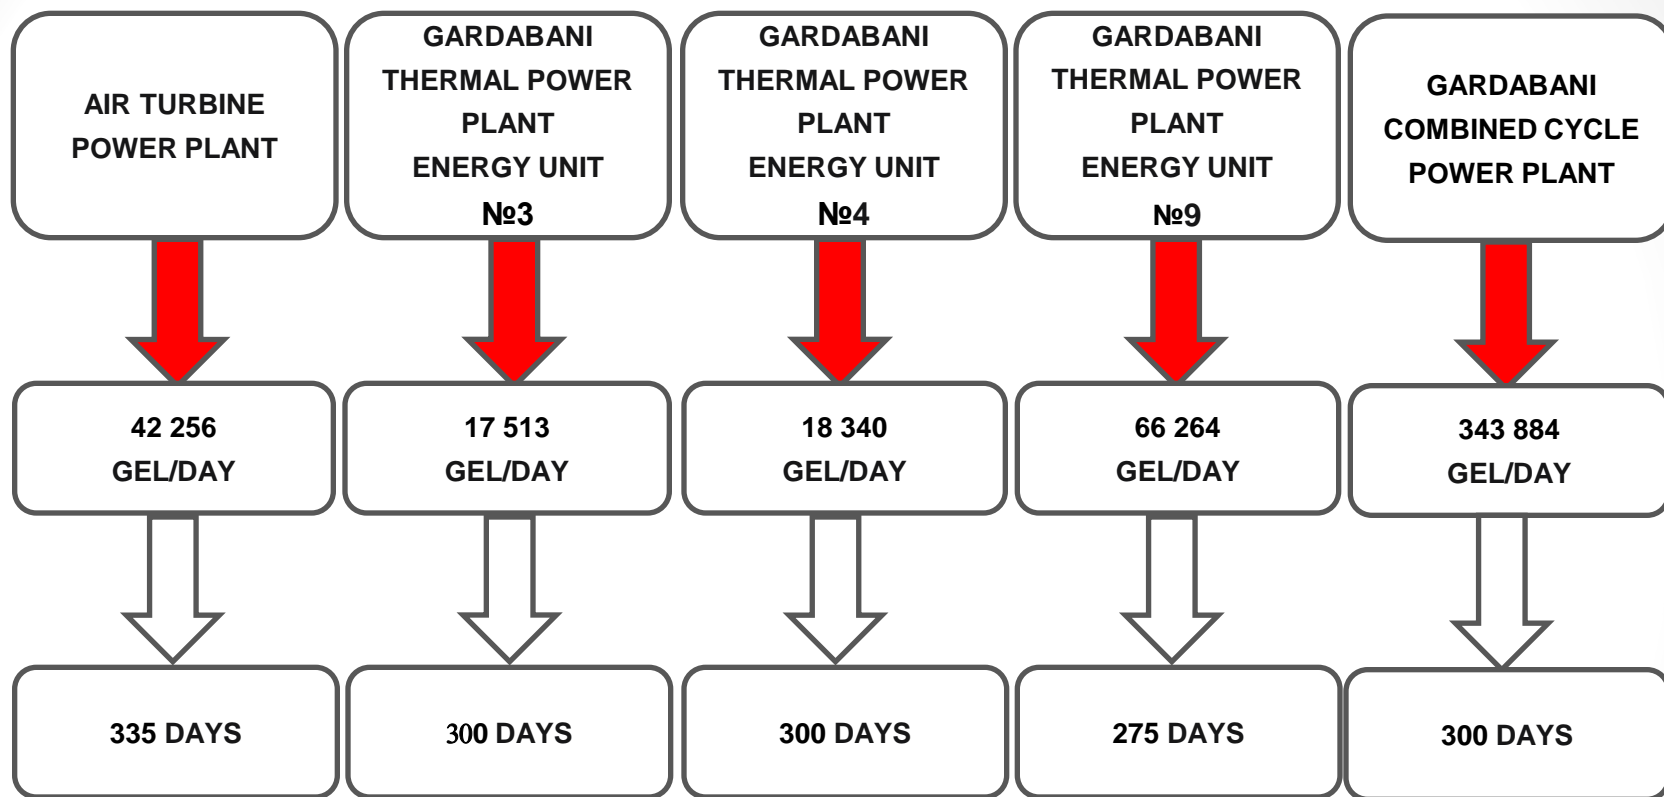 AIR TURBINE
POWER PLANT
GARDABANI
THERMAL POWER
PLANT
ENERGY UNIT
№3
GARDABANI
THERMAL POWER
PLANT
ENERGY UNIT
№4
GARDABANI
THERMAL POWER
PLANT
ENERGY UNIT
№9
GARDABANI
COMBINED CYCLE
POWER PLANT
42 256
GEL/DAY
17 513
GEL/DAY
18 340
GEL/DAY
66 264
GEL/DAY
343 884
GEL/DAY
335 DAYS
300 DAYS
300 DAYS
275 DAYS
300 DAYS